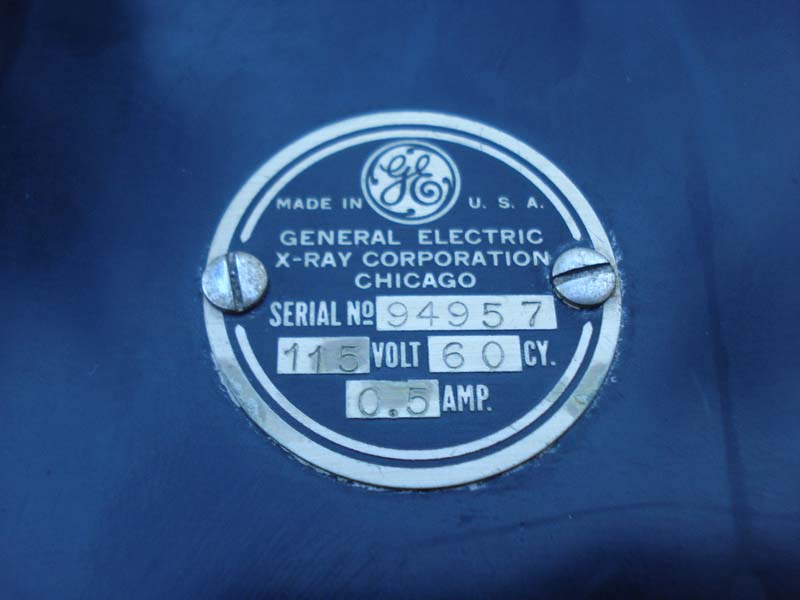 GE
MADE IN U. S. A.
GENERAL ELECTRIC
X-RAY CORPORATION
CHICAGO
SERIAL Nº 94957
115 VOLT 60 CY.
0.5 AMP.